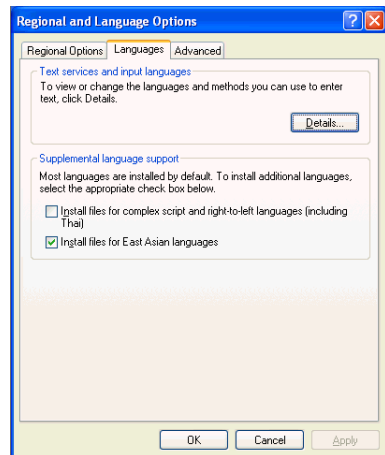 Regional and Language Options
Regional Options Languages Advanced
Text services and input languages
To view or change the languages and methods you can use to enter
text, click Details.
Details...
Supplemental language support
Most languages are installed by default. To install additional languages,
select the appropriate check box below.
Install files for complex script and right-to-left languages (including
Thai)
Install files for East Asian languages
OK Cancel Apply